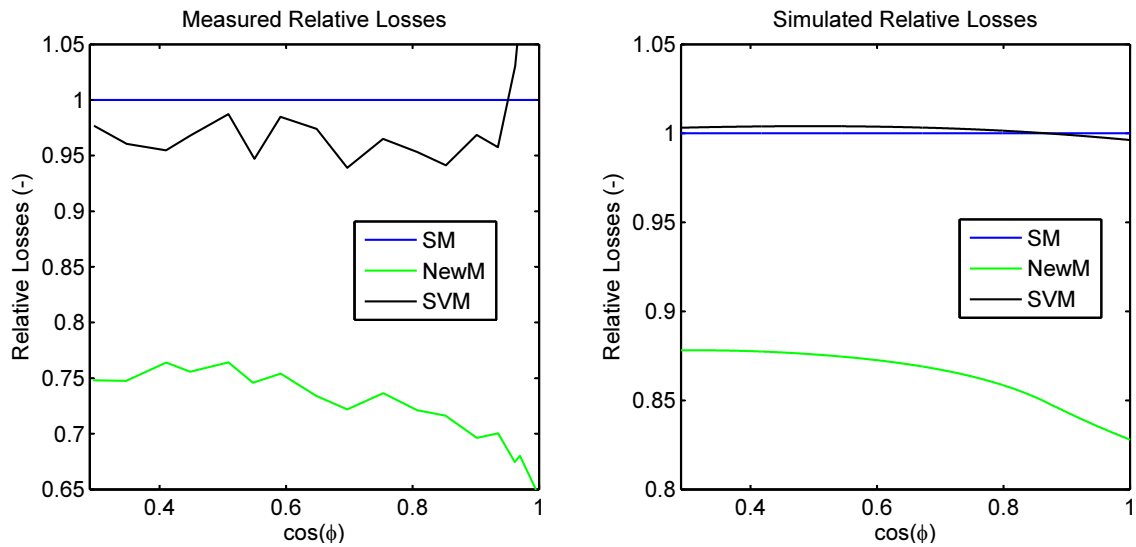 Measured Relative Losses
Relative Losses (-)
1.05
1
0.95
0.9
0.85
0.8
0.75
0.7
0.65
0.4
0.6
0.8
1
cos(ϕ)
SM
NewM
SVM
Simulated Relative Losses
Relative Losses (-)
1.05
1
0.95
0.9
0.85
0.8
0.4
0.6
0.8
1
cos(ϕ)
SM
NewM
SVM